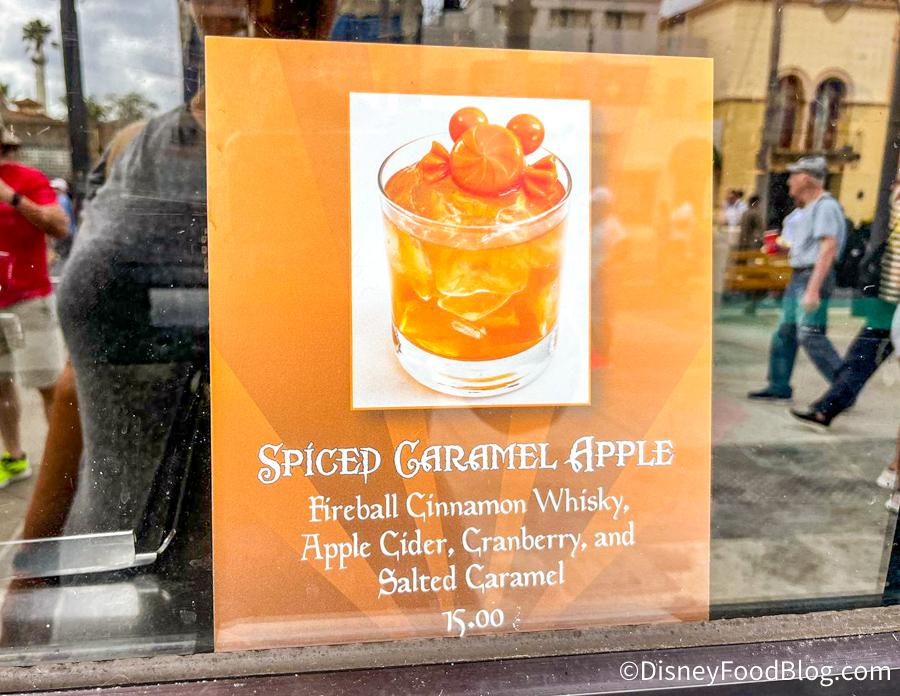 Spiced Caramel Apple
Fireball Cinnamon Whisky,
Apple Cider, Cranberry, and
Salted Caramel
15.00
©DisneyFoodBlog.com